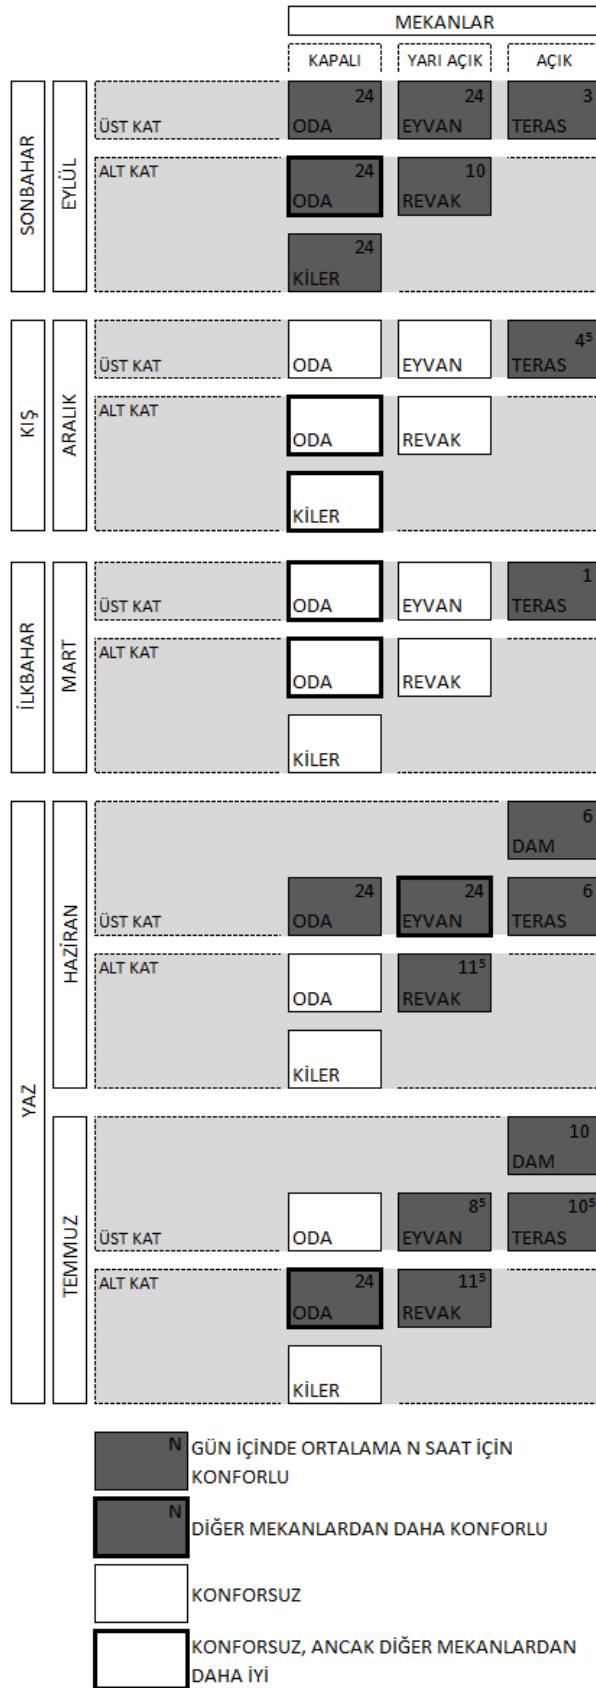 MEKANLAR
KAPALI YARI AÇIK AÇIK
SONBAHAR
EYLÜL
24 24 3
ÜST KAT ODA EYVAN TERAS
ALT KAT 24 10
ODA REVAK
24
KİLER
KIŞ
ARALIK
4⁵
ÜST KAT ODA EYVAN TERAS
ALT KAT
ODA REVAK
KİLER
İLKBAHAR
MART
1
ÜST KAT ODA EYVAN TERAS
ALT KAT
ODA REVAK
KİLER
YAZ
HAZİRAN
6
DAM
24 24 6
ÜST KAT ODA EYVAN TERAS
ALT KAT 11⁵
ODA REVAK
KİLER
TEMMUZ
10
DAM
8⁵ 10⁵
ÜST KAT ODA EYVAN TERAS
ALT KAT 24 11⁵
ODA REVAK
KİLER
N GÜN İÇİNDE ORTALAMA N SAAT İÇİN
KONFORLU
N DİĞER MEKANLARDAN DAHA KONFORLU
KONFORSUZ
KONFORSUZ, ANCAK DİĞER MEKANLARDAN
DAHA İYİ